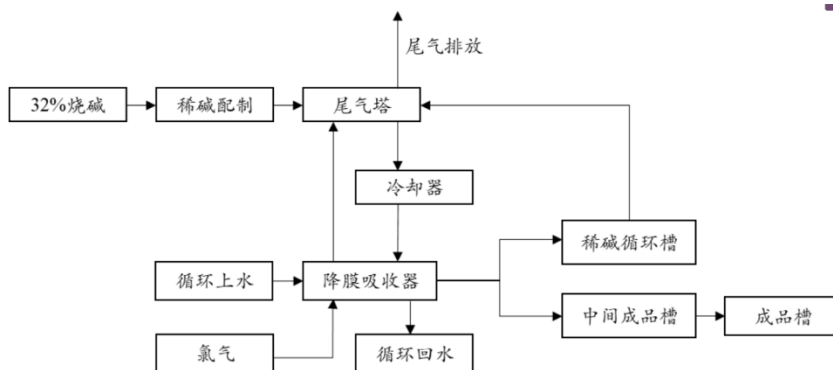 尾气排放
32%烧碱
稀碱配制
尾气塔
冷却器
稀碱循环槽
循环上水
降膜吸收器
中间成品槽
成品槽
氯气
循环回水